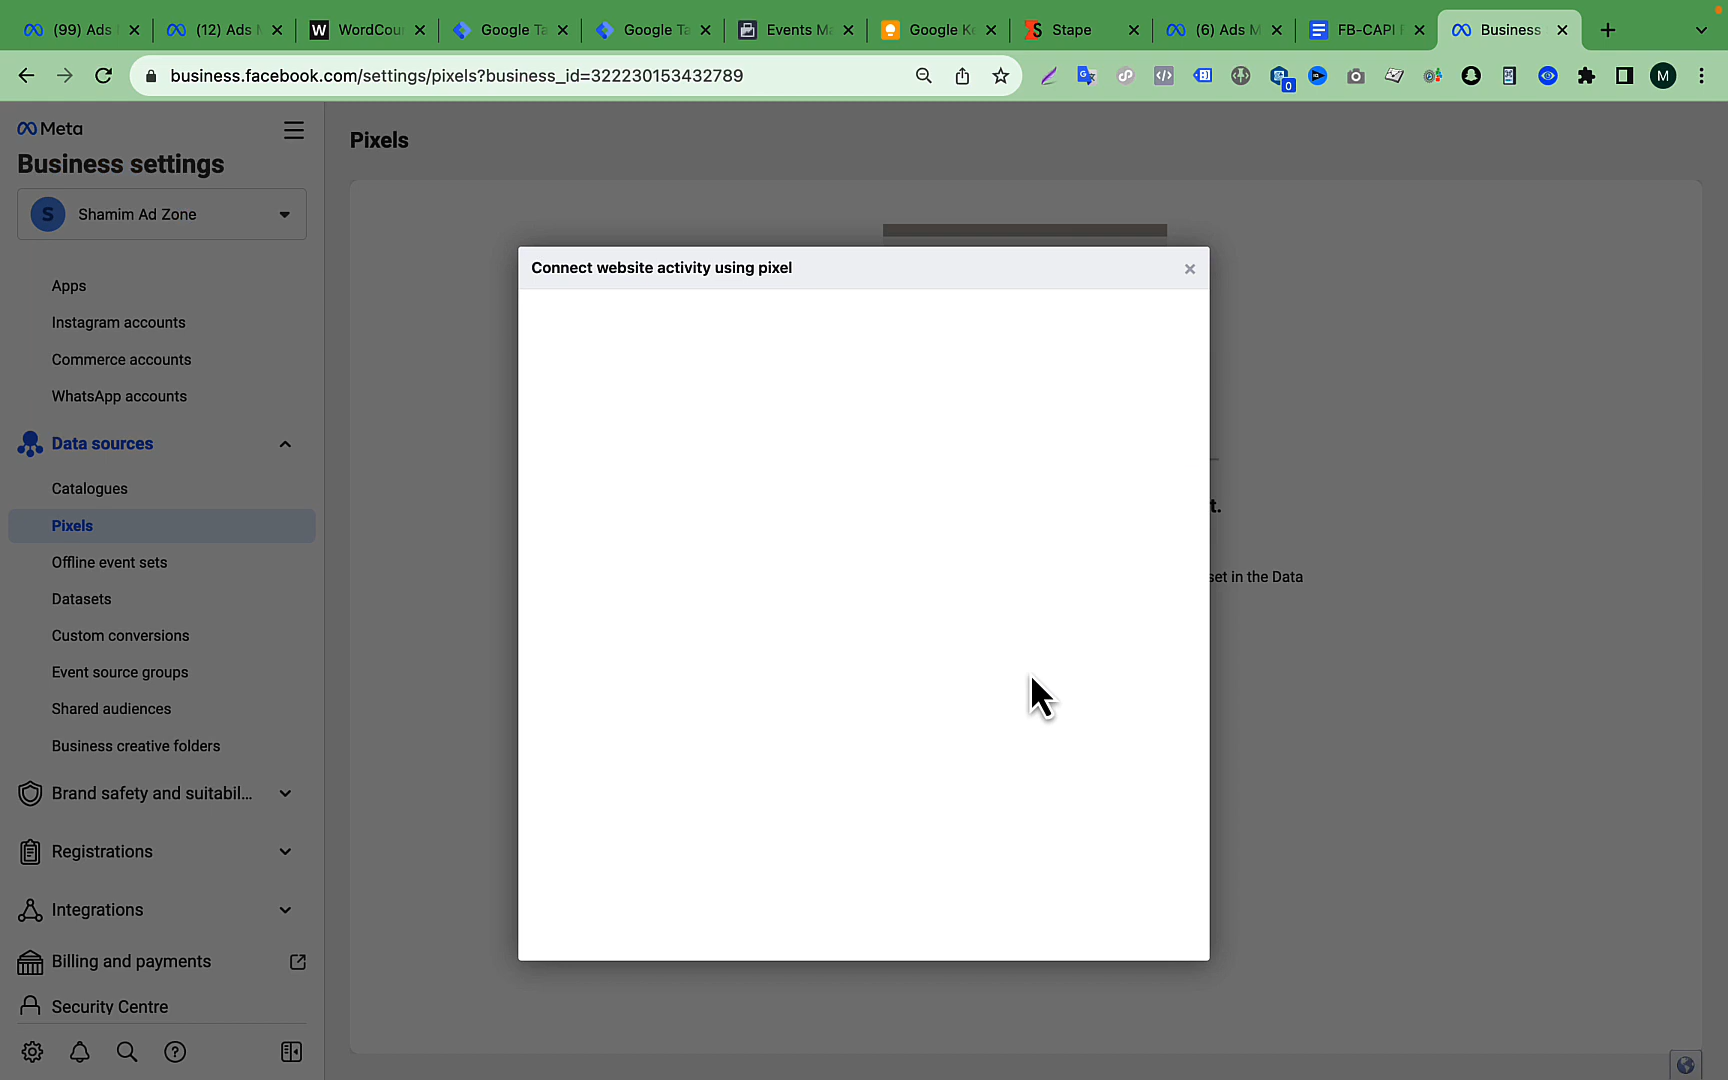 (99) Ads
(12) Ads M
WordCou
Google Ta
Google Ta
Events Ma
Google Ke
Stape
(6) Ads M
FB-CAPI F
Business
business.facebook.com/settings/pixels?business_id=322230153432789
0
M
Meta
Business settings
S
Shamim Ad Zone
Apps
Instagram accounts
Commerce accounts
WhatsApp accounts
Data sources
Catalogues
Pixels
Offline event sets
Datasets
Custom conversions
Event source groups
Shared audiences
Business creative folders
Brand safety and suitabil...
Registrations
Integrations
Billing and payments
Security Centre
Pixels
Connect website activity using pixel
t.
set in the Data